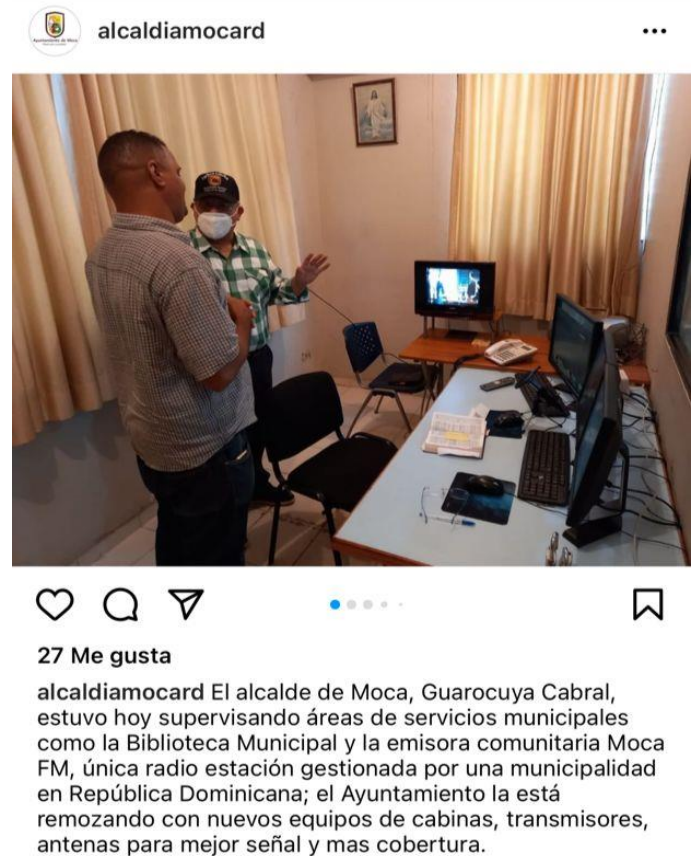 alcaldiamocard
27 Me gusta
alcaldiamocard El alcalde de Moca, Guarocuya Cabral,
estuvo hoy supervisando áreas de servicios municipales
como la Biblioteca Municipal y la emisora comunitaria Moca
FM, única radio estación gestionada por una municipalidad
en República Dominicana; el Ayuntamiento la está
remozando con nuevos equipos de cabinas, transmisores,
antenas para mejor señal y mas cobertura.